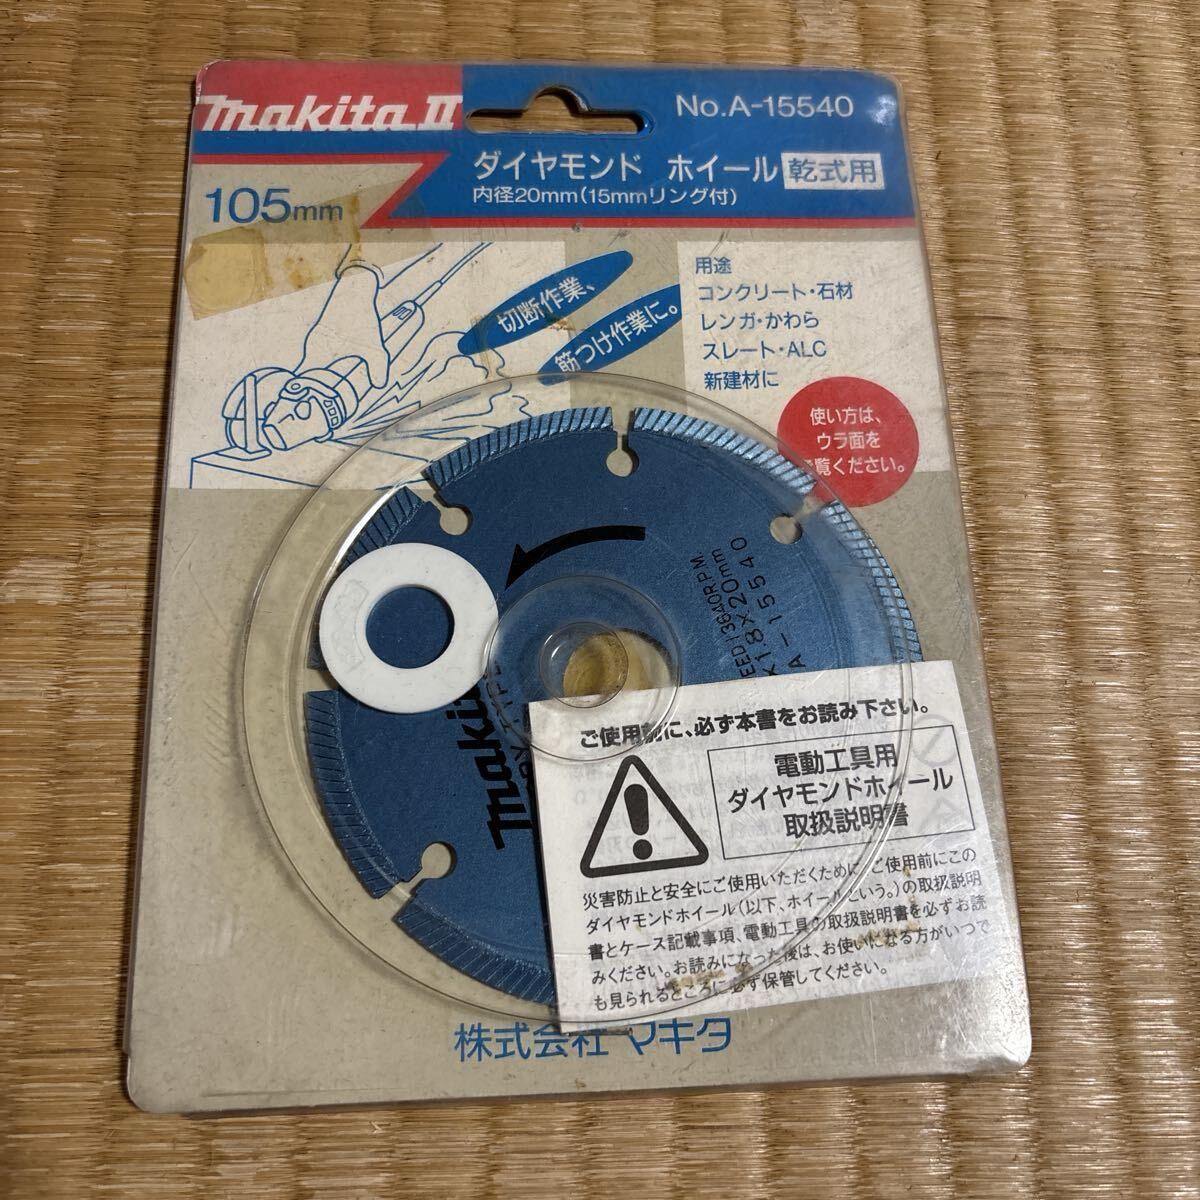 makita II
No.A-15540
ダイヤモンド ホイール 乾式用
内径20mm(15mmリング付)
105mm
切断作業、
筋つけ作業に。
用途
コンクリート・石材
レンガ・かわら
スレート・ALC
新建材に
使い方は、
ウラ面を
覧ください。
13640RPM
1.8×20mm
A-15540
makit
ご使用前に、必ず本書をお読み下さい。
電動工具用
ダイヤモンドホイール
取扱説明書
災害防止と安全にご使用いただくために、ご使用前にこの
ダイヤモンドホイール(以下、ホイールという。)の取扱説明
書とケース記載事項、電動工具の取扱説明書を必ずお読
みください。お読みになった後は、お使いになる方がいつで
も見られるところに必ず保管してください。
株式会社マキタ